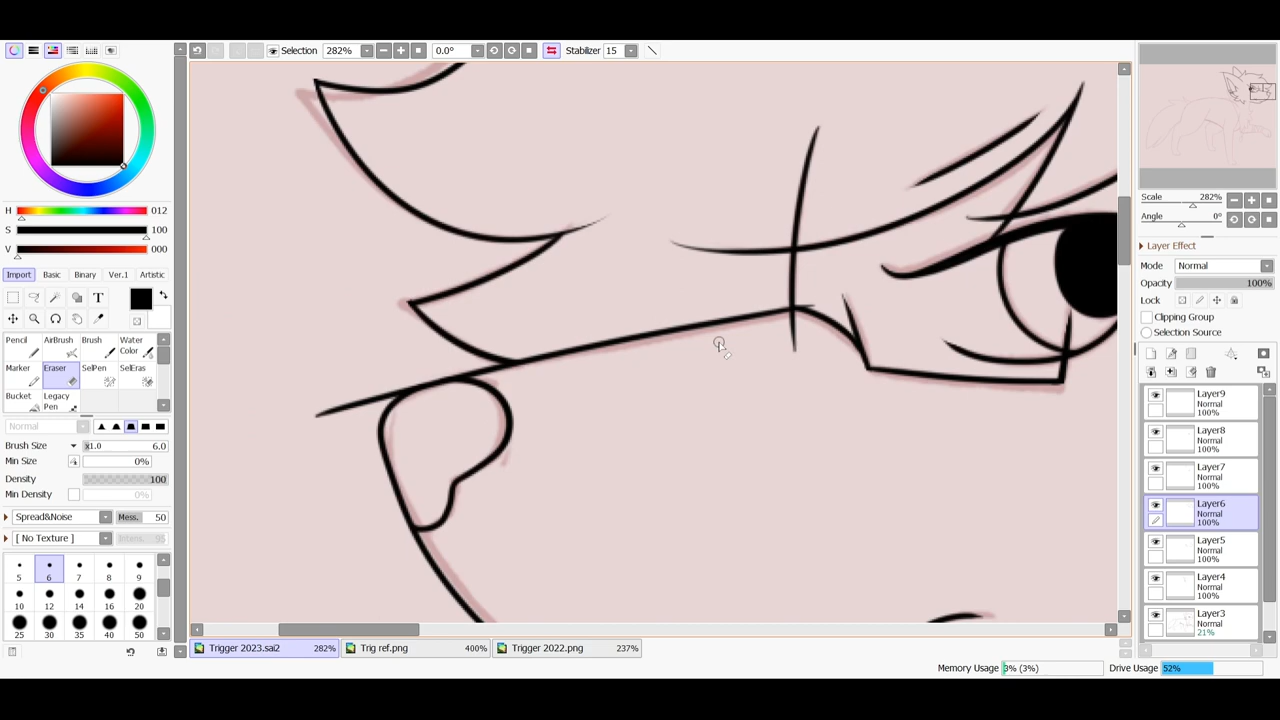 Selection 282% 0.0° Stabilizer 15
H 012
S 100
V 000
Import Basic Binary Ver.1 Artistic
T
Pencil AirBrush Brush Water Color
Marker Eraser SelPen SelEras
Bucket Legacy Pen
Normal
Brush Size x1.0 6.0
Min Size 0%
Density 100
Min Density 0%
Spread&Noise Mess. 50
[ No Texture ] Intens. 95
5 6 7 8 9
10 12 14 16 20
25 30 35 40 50
Trigger 2023.sai2 282% Trig ref.png 400% Trigger 2022.png 237%
Memory Usage 3% (3%) Drive Usage 52%
Scale 282%
Angle 0°
Layer Effect
Mode Normal
Opacity 100%
Lock
Clipping Group
Selection Source
Layer9
Normal
100%
Layer8
Normal
100%
Layer7
Normal
100%
Layer6
Normal
100%
Layer5
Normal
100%
Layer4
Normal
100%
Layer3
Normal
21%